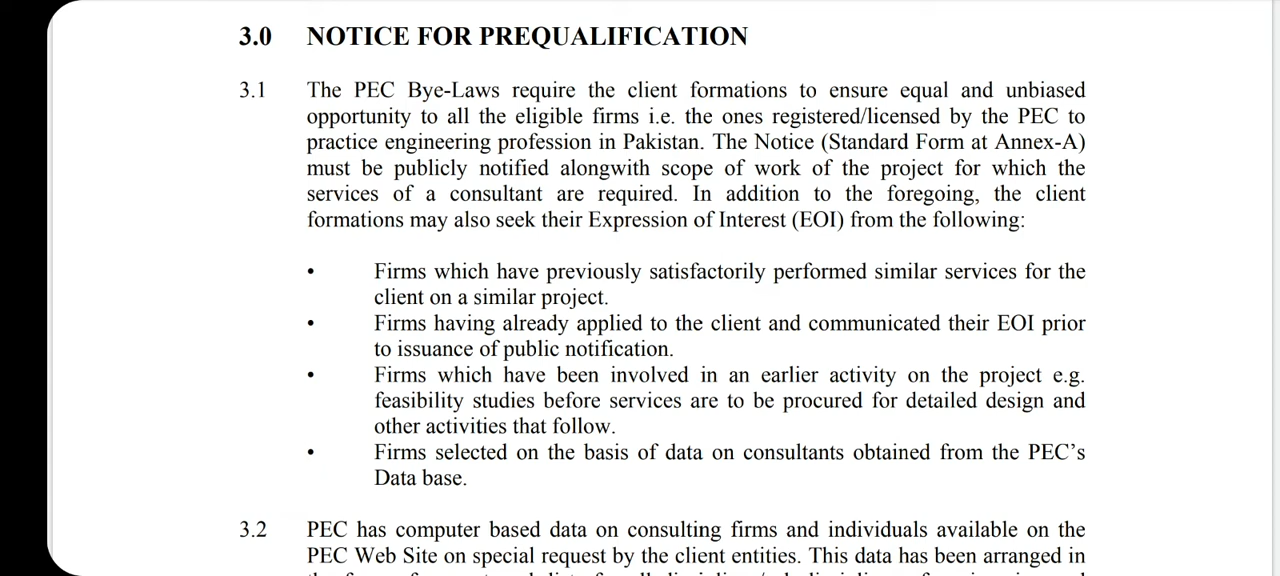 3.0 NOTICE FOR PREQUALIFICATION
3.1 The PEC Bye-Laws require the client formations to ensure equal and unbiased
opportunity to all the eligible firms i.e. the ones registered/licensed by the PEC to
practice engineering profession in Pakistan. The Notice (Standard Form at Annex-A)
must be publicly notified alongwith scope of work of the project for which the
services of a consultant are required. In addition to the foregoing, the client
formations may also seek their Expression of Interest (EOI) from the following:
• Firms which have previously satisfactorily performed similar services for the
client on a similar project.
• Firms having already applied to the client and communicated their EOI prior
to issuance of public notification.
• Firms which have been involved in an earlier activity on the project e.g.
feasibility studies before services are to be procured for detailed design and
other activities that follow.
• Firms selected on the basis of data on consultants obtained from the PEC’s
Data base.
3.2 PEC has computer based data on consulting firms and individuals available on the
PEC Web Site on special request by the client entities. This data has been arranged in